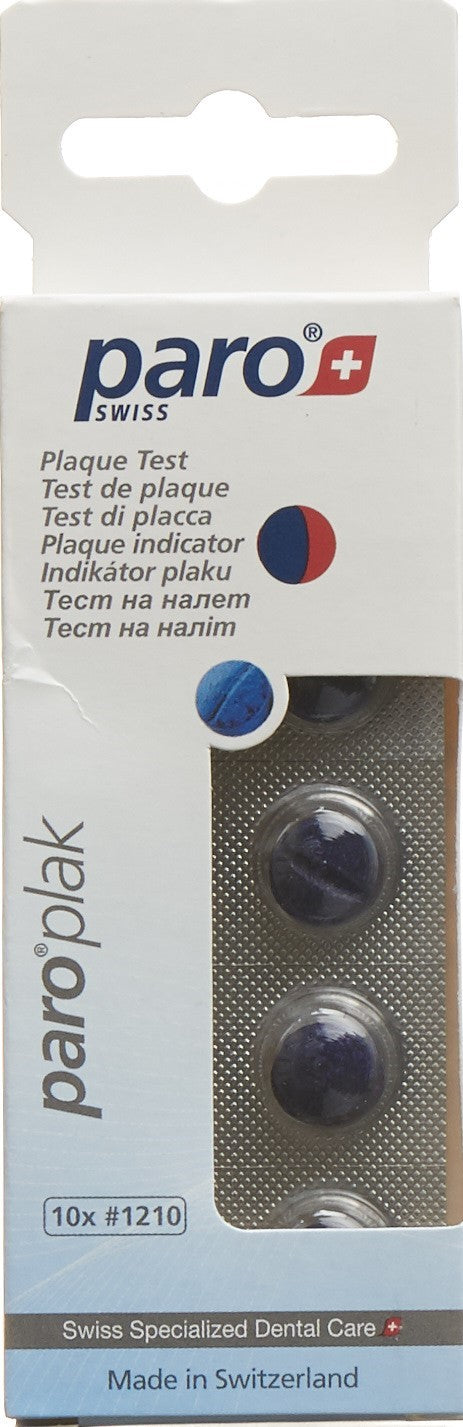 paro®
SWISS
Plaque Test
Test de plaque
Test di placca
Plaque indicator
Indikátor plaku
Тест на налет
Тест на наліт
paro®plak
10x #1210
Swiss Specialized Dental Care
Made in Switzerland